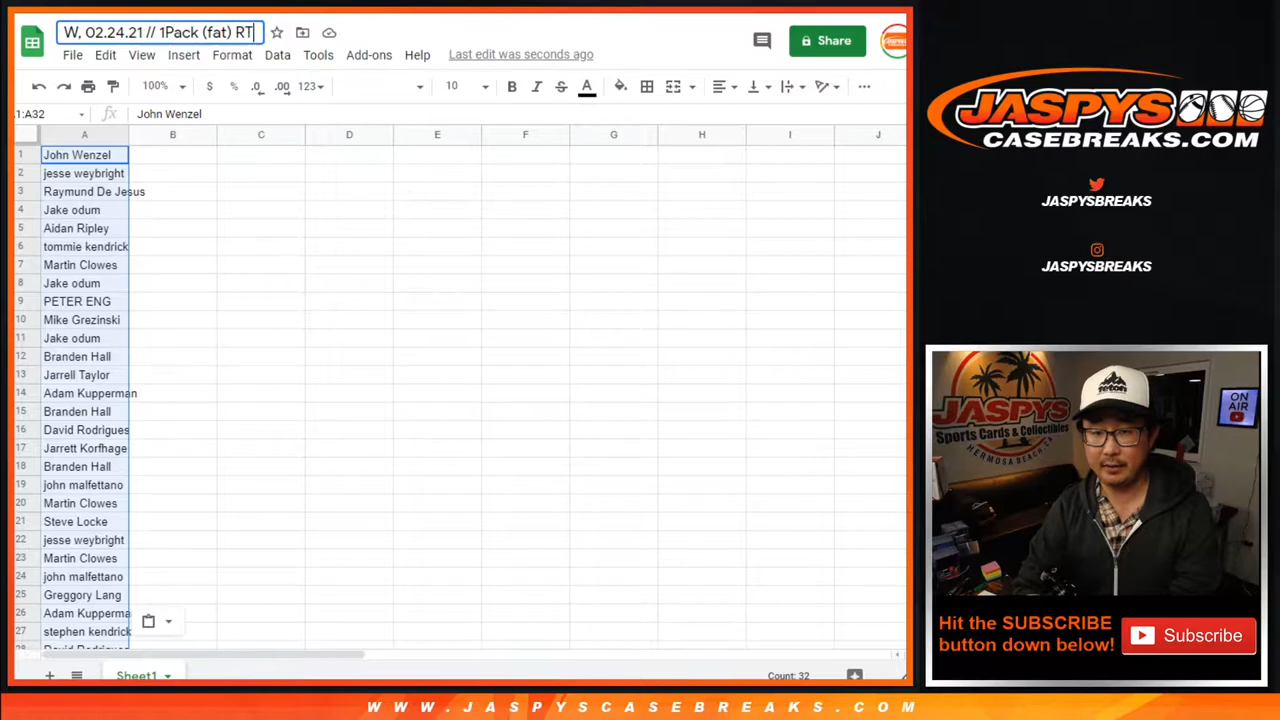 W, 02.24.21 // 1Pack (fat) RT
File Edit View Insert Format Data Tools Add-ons Help Last edit was seconds ago
Share
100% $ % .0 .00 123 10 B I S A
A1:A32 fx John Wenzel
A B C D E F G H I J
1 John Wenzel
2 jesse weybright
3 Raymund De Jesus
4 Jake odum
5 Aidan Ripley
6 tommie kendrick
7 Martin Clowes
8 Jake odum
9 PETER ENG
10 Mike Grezinski
11 Jake odum
12 Branden Hall
13 Jarrell Taylor
14 Adam Kupperman
15 Branden Hall
16 David Rodrigues
17 Jarrett Korfhage
18 Branden Hall
19 john malfettano
20 Martin Clowes
21 Steve Locke
22 jesse weybright
23 Martin Clowes
24 john malfettano
25 Greggory Lang
26 Adam Kupperma
27 stephen kendrick
28 David Rodrigues
Sheet1
Count: 32
JASPYS
CASEBREAKS.COM
JASPYSBREAKS
JASPYSBREAKS
JASPYS
Sports Cards & Collectibles
HERMOSA BEACH, CA
TETON
ON
AIR
Hit the SUBSCRIBE
button down below!
Subscribe
WWW.JASPYSCASEBREAKS.COM